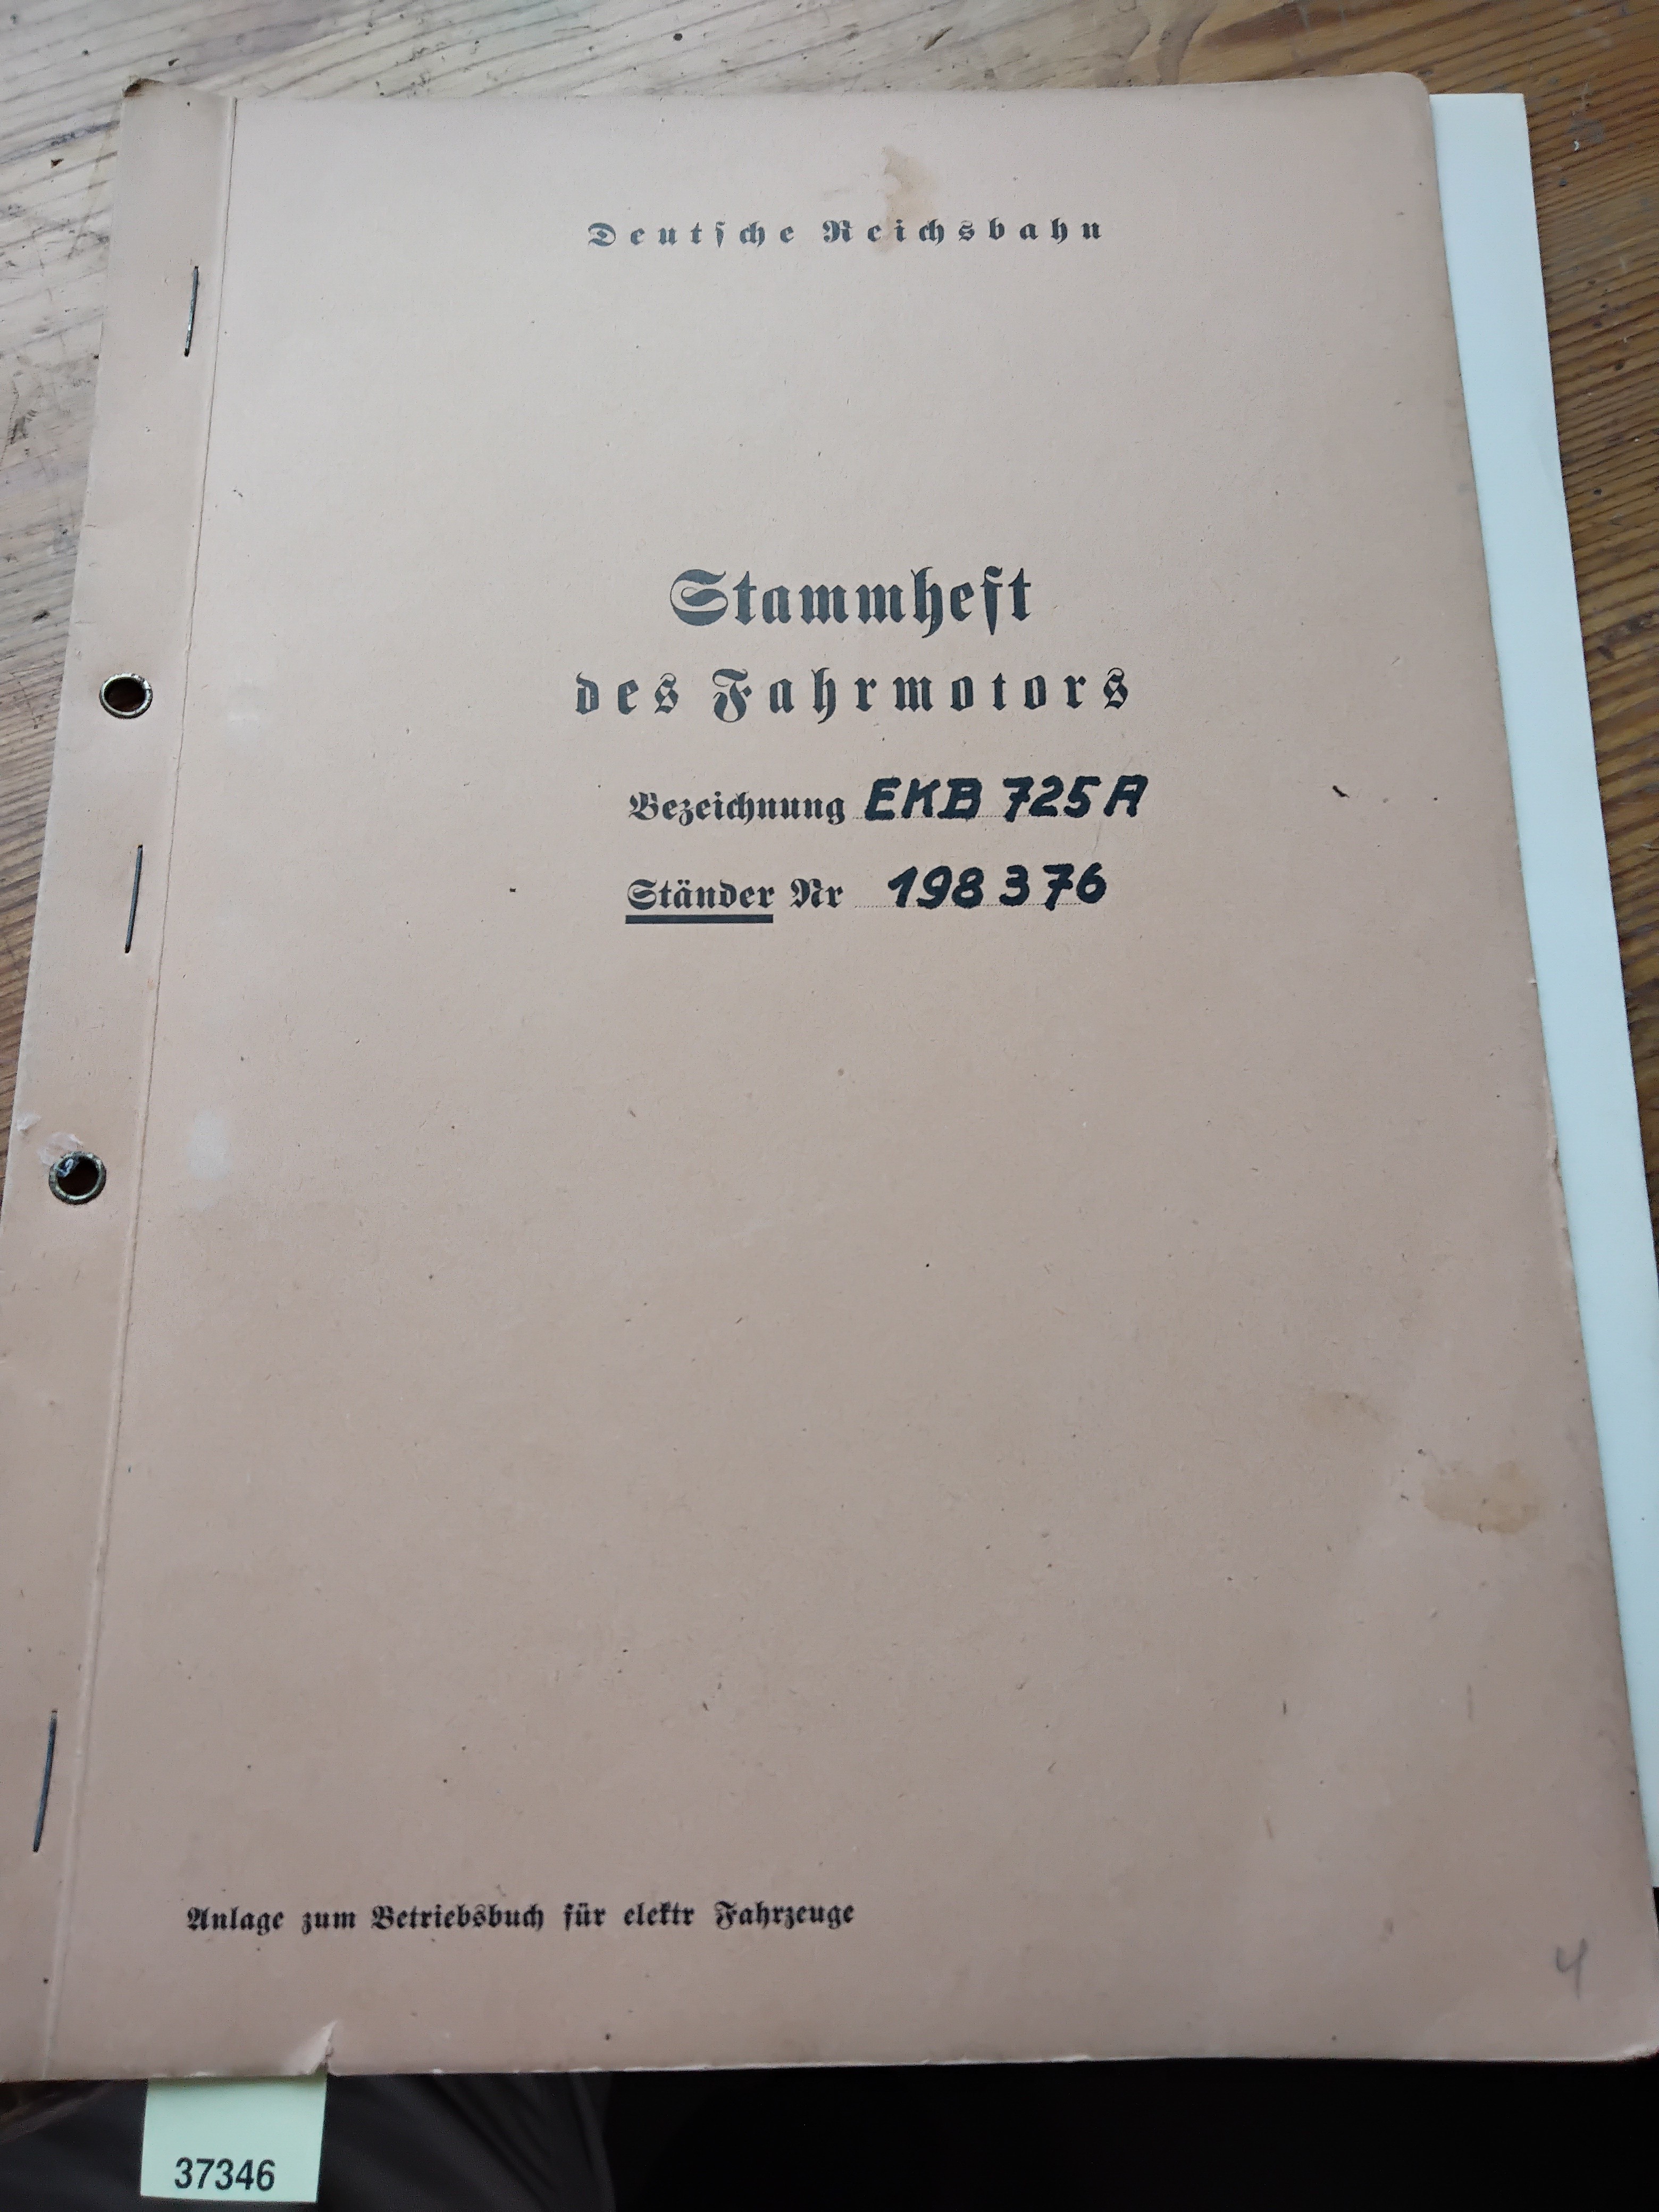 Deutsche Reichsbahn
Stammheft
des Fahrmotors
Bezeichnung EKB 725 A
Ständer Nr 198 376
Anlage zum Betriebsbuch für elektr Fahrzeuge
4
37346